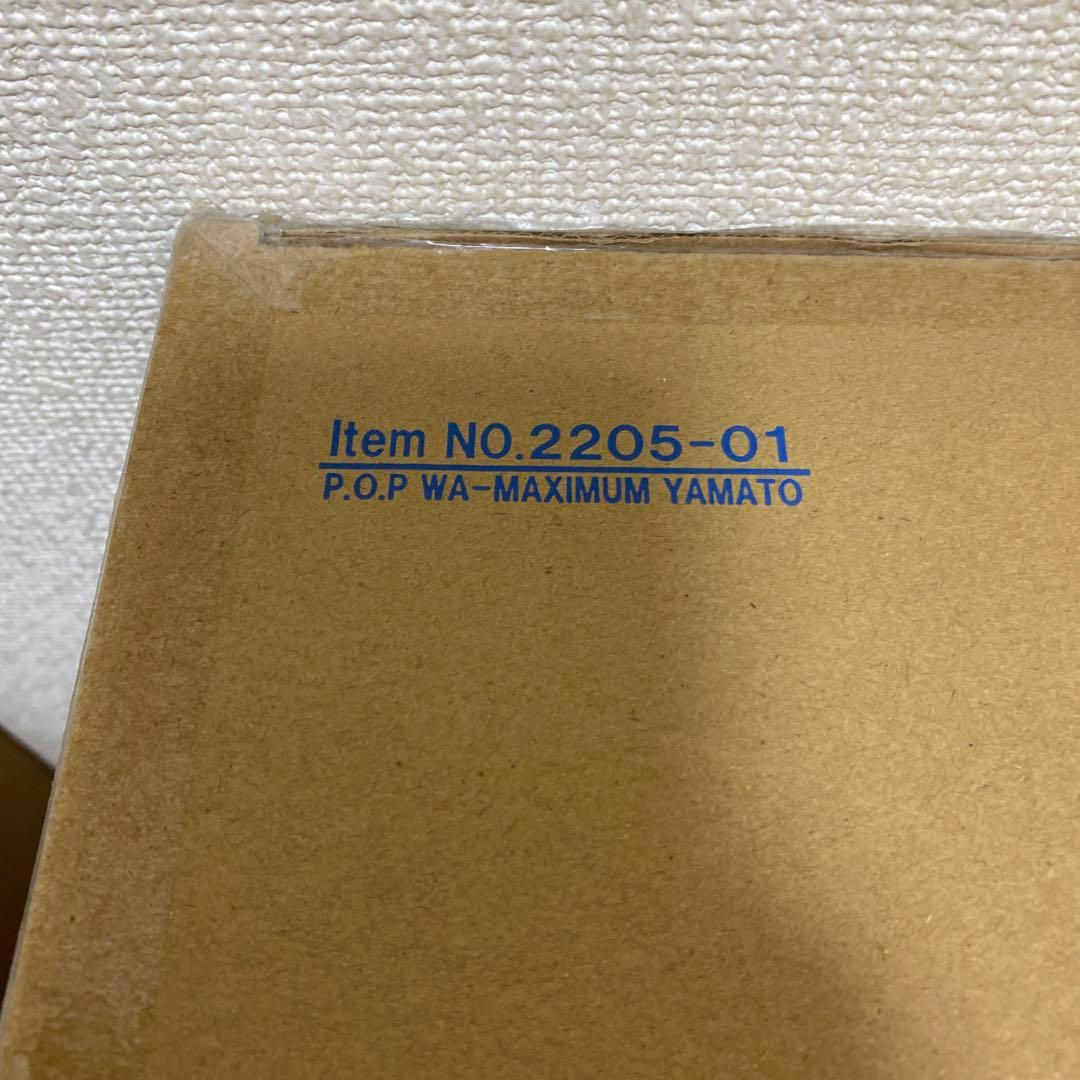 Item NO.2205-01
P.O.P WA-MAXIMUM YAMATO